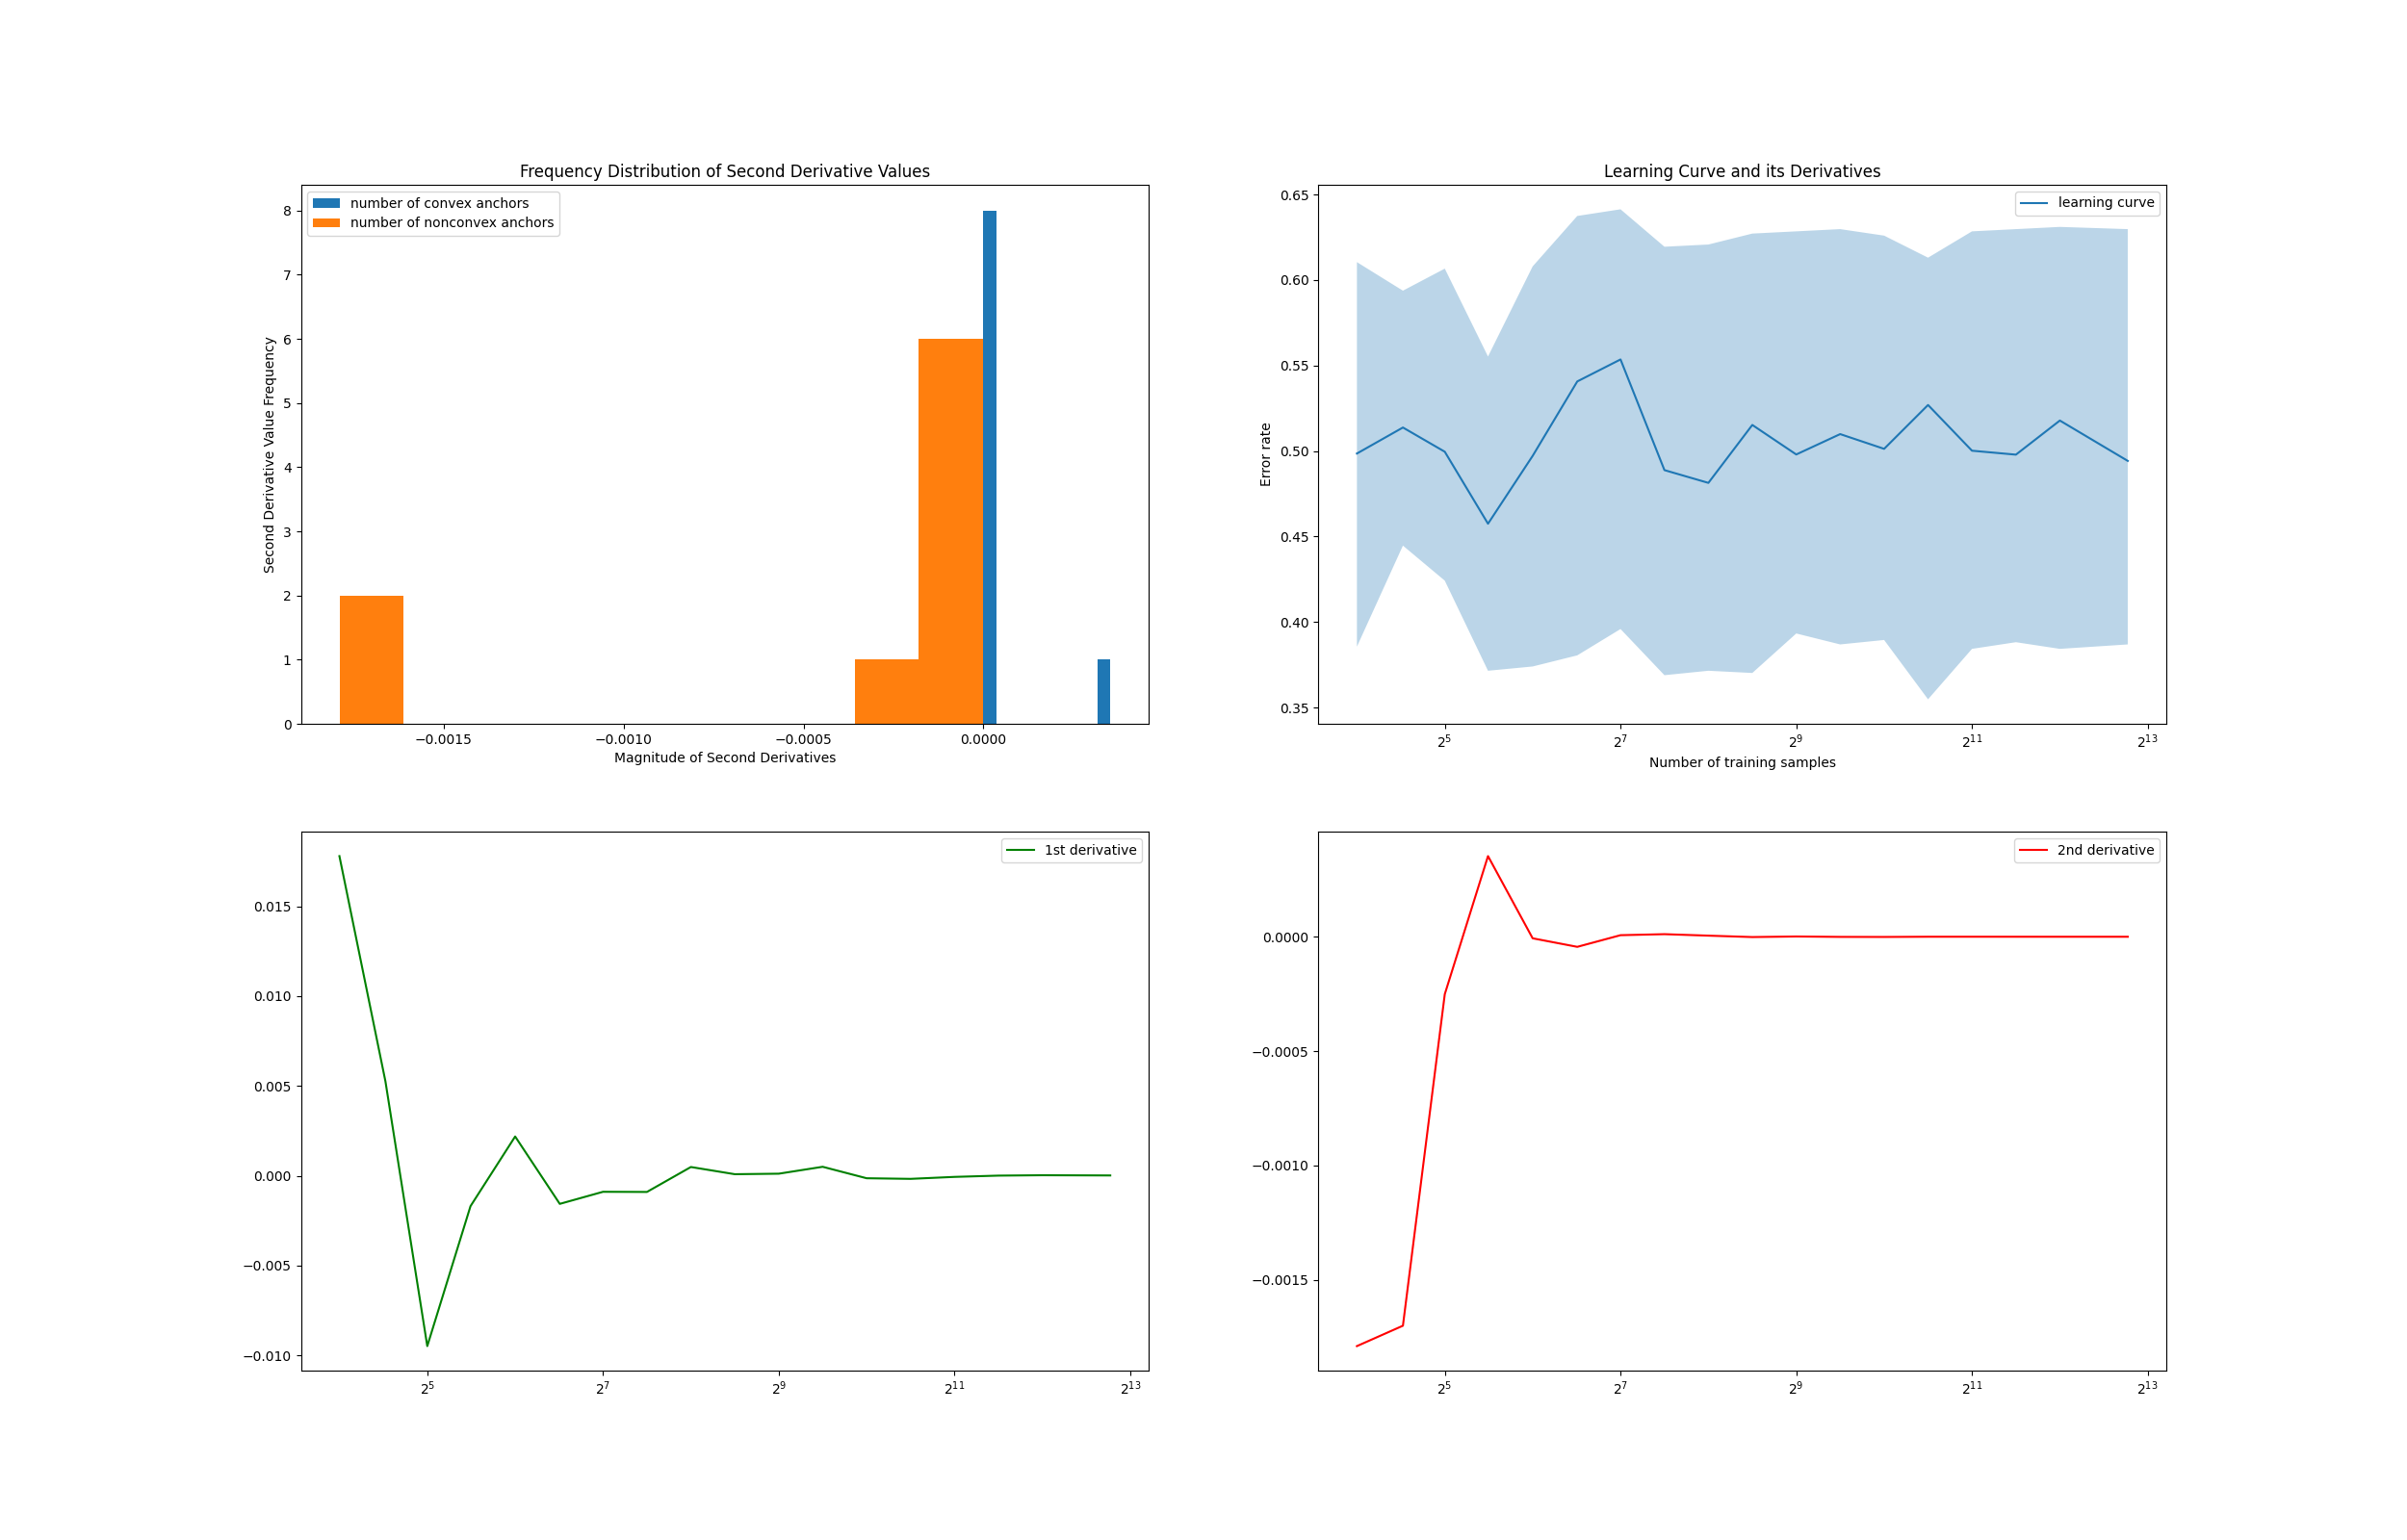 Frequency Distribution of Second Derivative Values
number of convex anchors
number of nonconvex anchors
8
7
6
5
4
3
2
1
0
Second Derivative Value Frequency
−0.0015 −0.0010 −0.0005 0.0000
Magnitude of Second Derivatives
Learning Curve and its Derivatives
learning curve
0.65
0.60
0.55
0.50
0.45
0.40
0.35
Error rate
2^5 2^7 2^9 2^11 2^13
Number of training samples
1st derivative
0.015
0.010
0.005
0.000
−0.005
−0.010
2^5 2^7 2^9 2^11 2^13
2nd derivative
0.0000
−0.0005
−0.0010
−0.0015
2^5 2^7 2^9 2^11 2^13